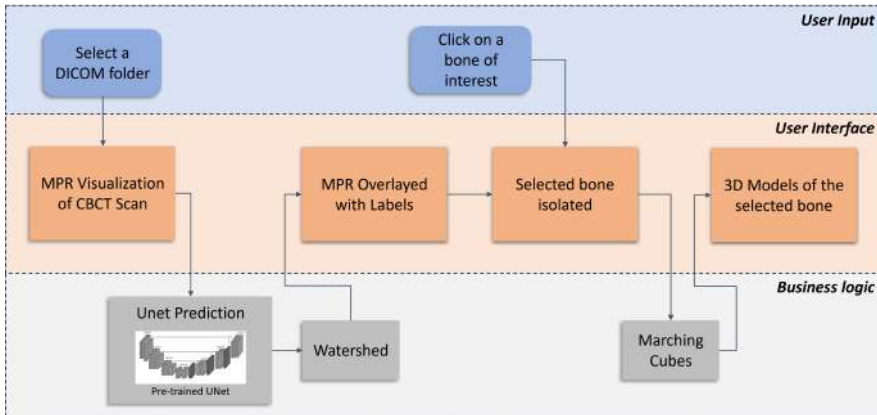 User Input
Select a
DICOM folder
Click on a
bone of
interest
User Interface
MPR Visualization
of CBCT Scan
MPR Overlayed
with Labels
Selected bone
isolated
3D Models of the
selected bone
Business logic
Unet Prediction
Pre-trained UNet
Watershed
Marching
Cubes